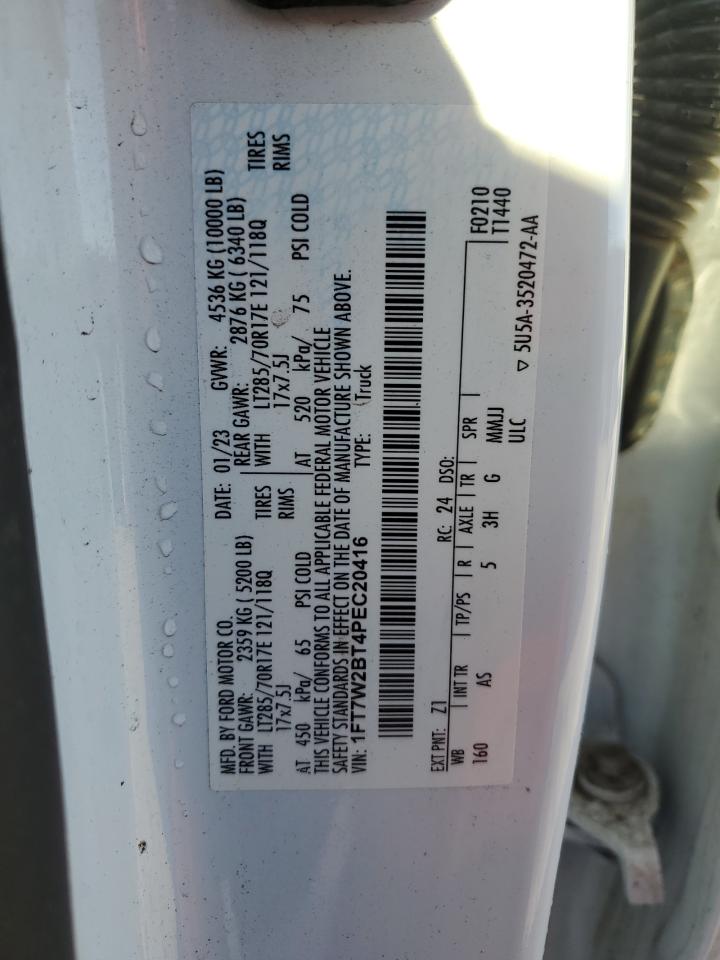 MFD. BY FORD MOTOR CO.
DATE: 01/23 GVWR: 4536 KG (10000 LB)
FRONT GAWR: 2359 KG ( 5200 LB) REAR GAWR: 2876 KG ( 6340 LB)
WITH LT285/70R17E 121/118Q TIRES WITH LT285/70R17E 121/118Q TIRES
17x7.5J RIMS 17x7.5J RIMS
AT 450 kPa/ 65 PSI COLD AT 520 kPa/ 75 PSI COLD
THIS VEHICLE CONFORMS TO ALL APPLICABLE FEDERAL MOTOR VEHICLE
SAFETY STANDARDS IN EFFECT ON THE DATE OF MANUFACTURE SHOWN ABOVE.
VIN: 1FT7W2BT4PEC20416 TYPE: Truck
EXT PNT: Z1 RC: 24 DSO: F0210
WB INT TR TP/PS R AXLE TR SPR T1440
160 AS 5 3H G MMJJ
ULC ▽ 5U5A-3520472-AA